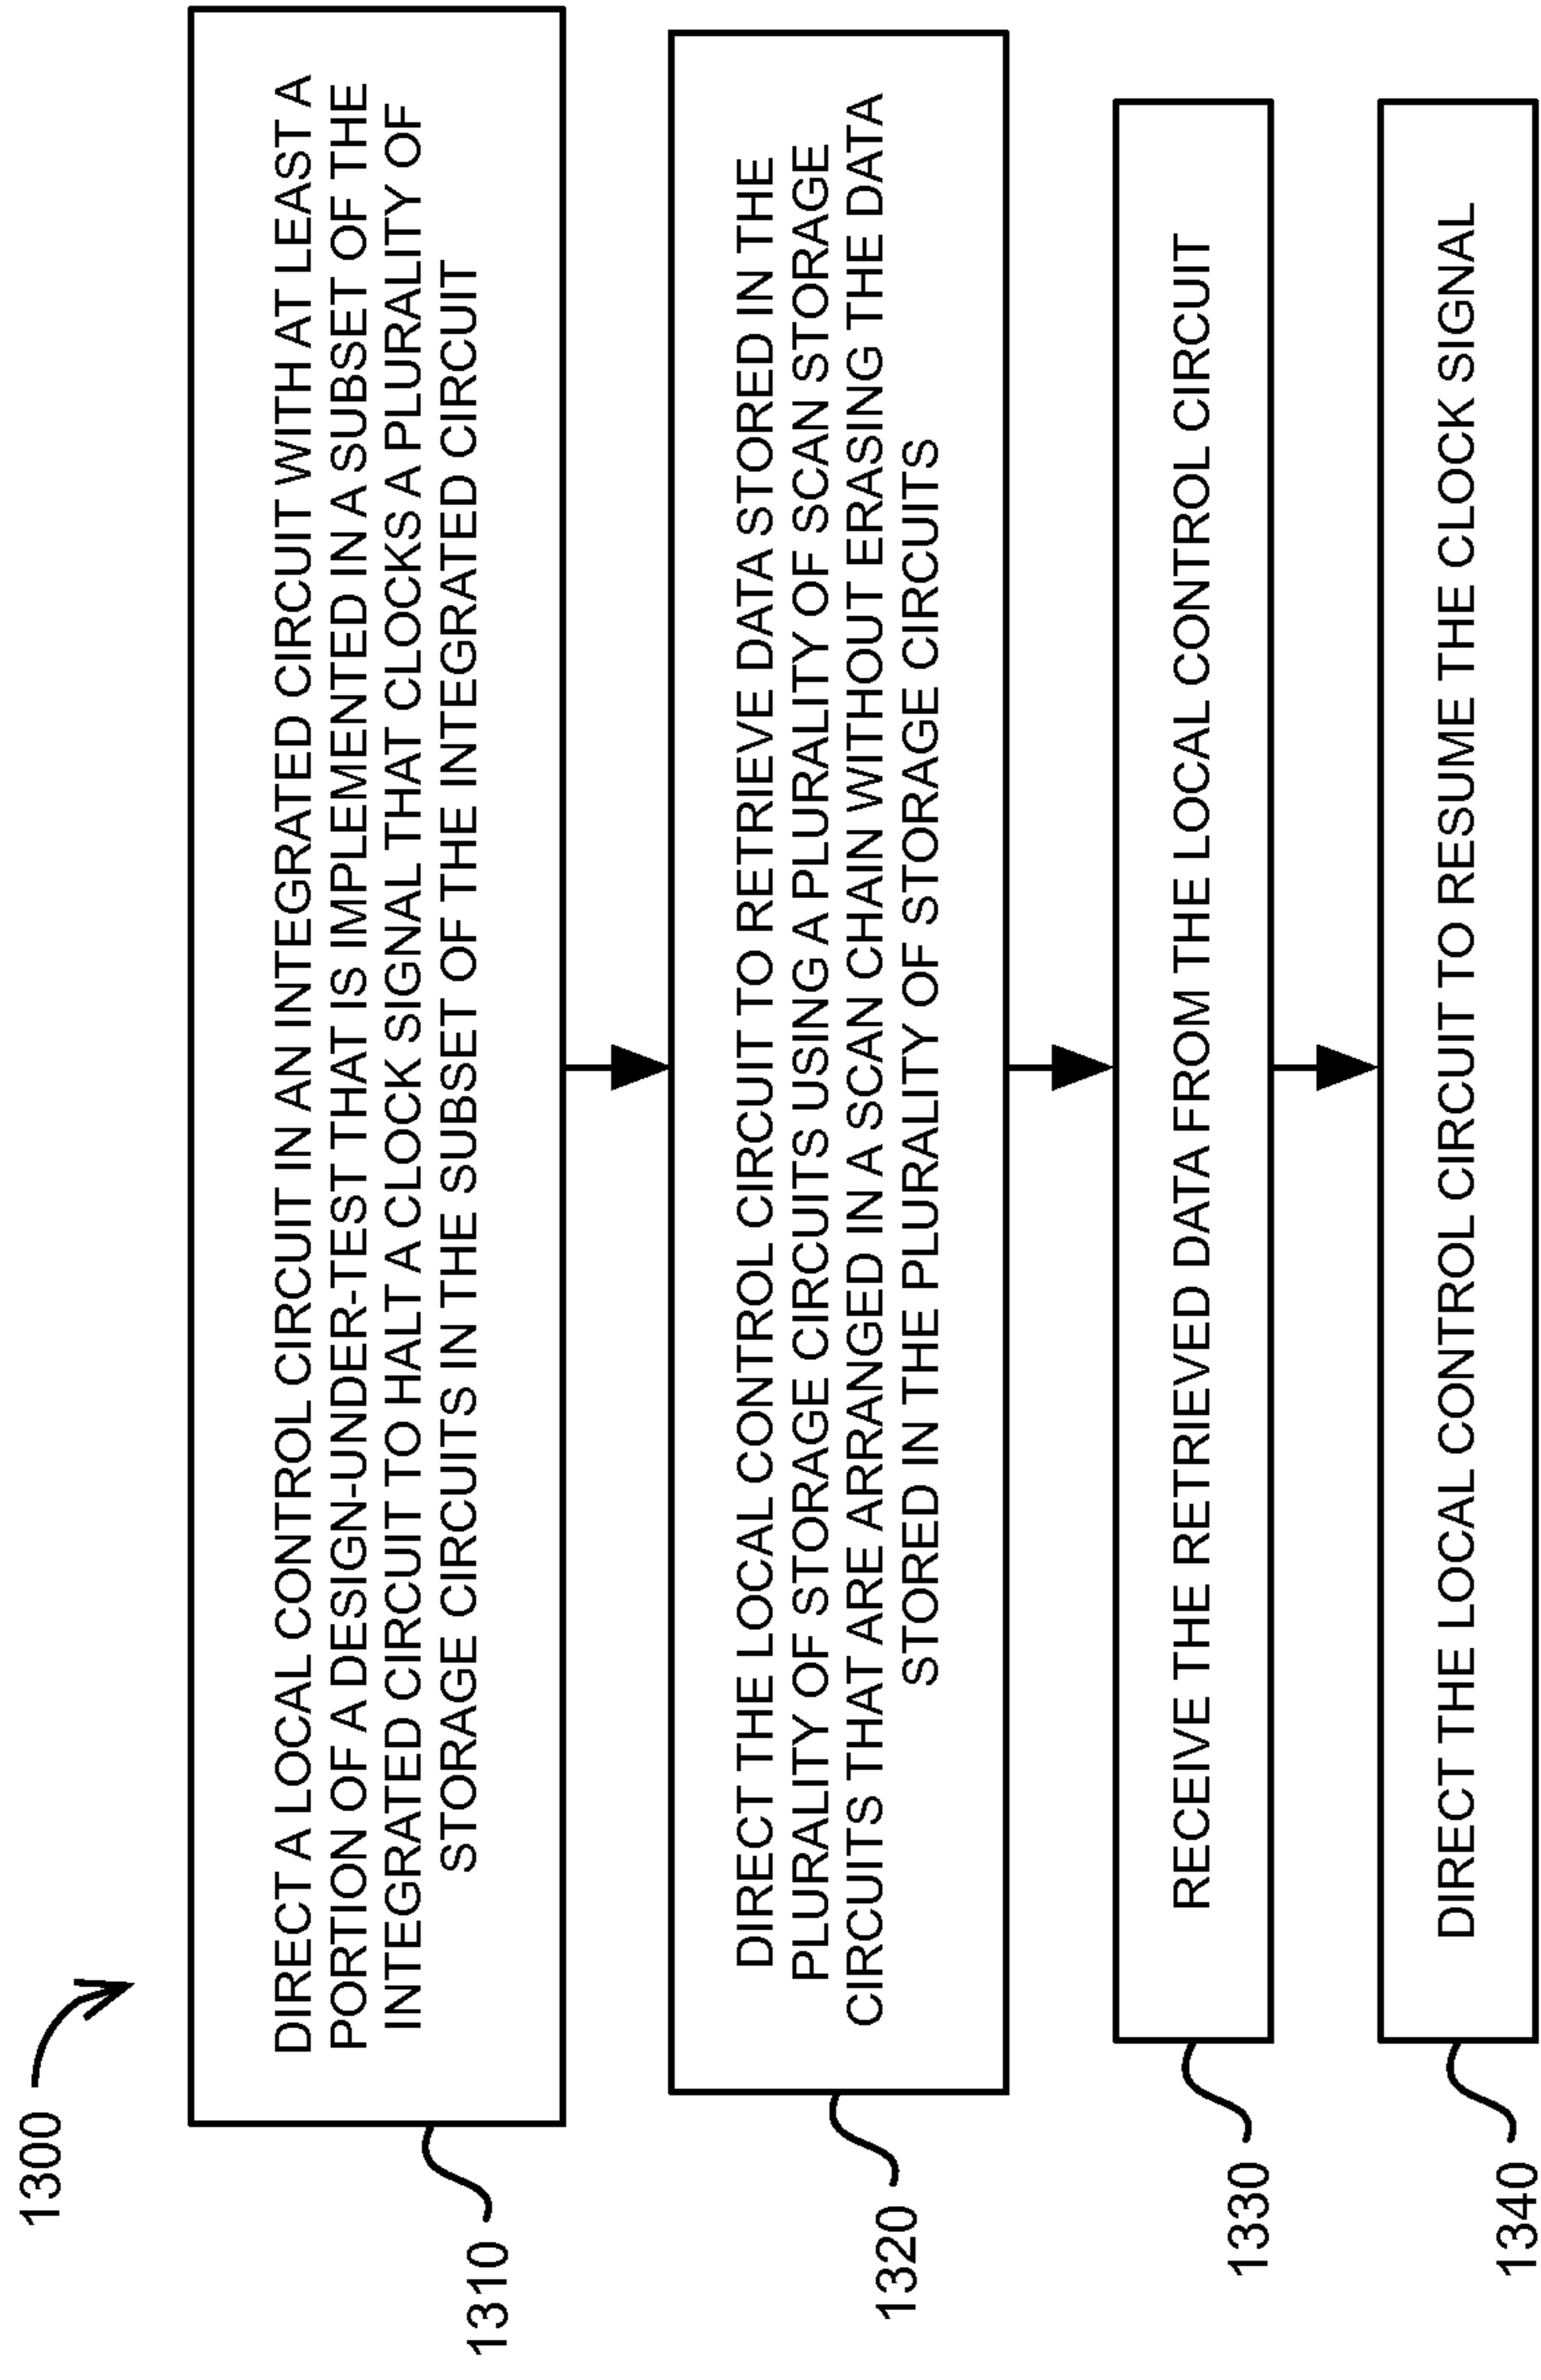 1300
1310
DIRECT A LOCAL CONTROL CIRCUIT IN AN INTEGRATED CIRCUIT WITH AT LEAST A
PORTION OF A DESIGN-UNDER-TEST THAT IS IMPLEMENTED IN A SUBSET OF THE
INTEGRATED CIRCUIT TO HALT A CLOCK SIGNAL THAT CLOCKS A PLURALITY OF
STORAGE CIRCUITS IN THE SUBSET OF THE INTEGRATED CIRCUIT
1320
DIRECT THE LOCAL CONTROL CIRCUIT TO RETRIEVE DATA STORED IN THE
PLURALITY OF STORAGE CIRCUITS USING A PLURALITY OF SCAN STORAGE
CIRCUITS THAT ARE ARRANGED IN A SCAN CHAIN WITHOUT ERASING THE DATA
STORED IN THE PLURALITY OF STORAGE CIRCUITS
1330
RECEIVE THE RETRIEVED DATA FROM THE LOCAL CONTROL CIRCUIT
1340
DIRECT THE LOCAL CONTROL CIRCUIT TO RESUME THE CLOCK SIGNAL